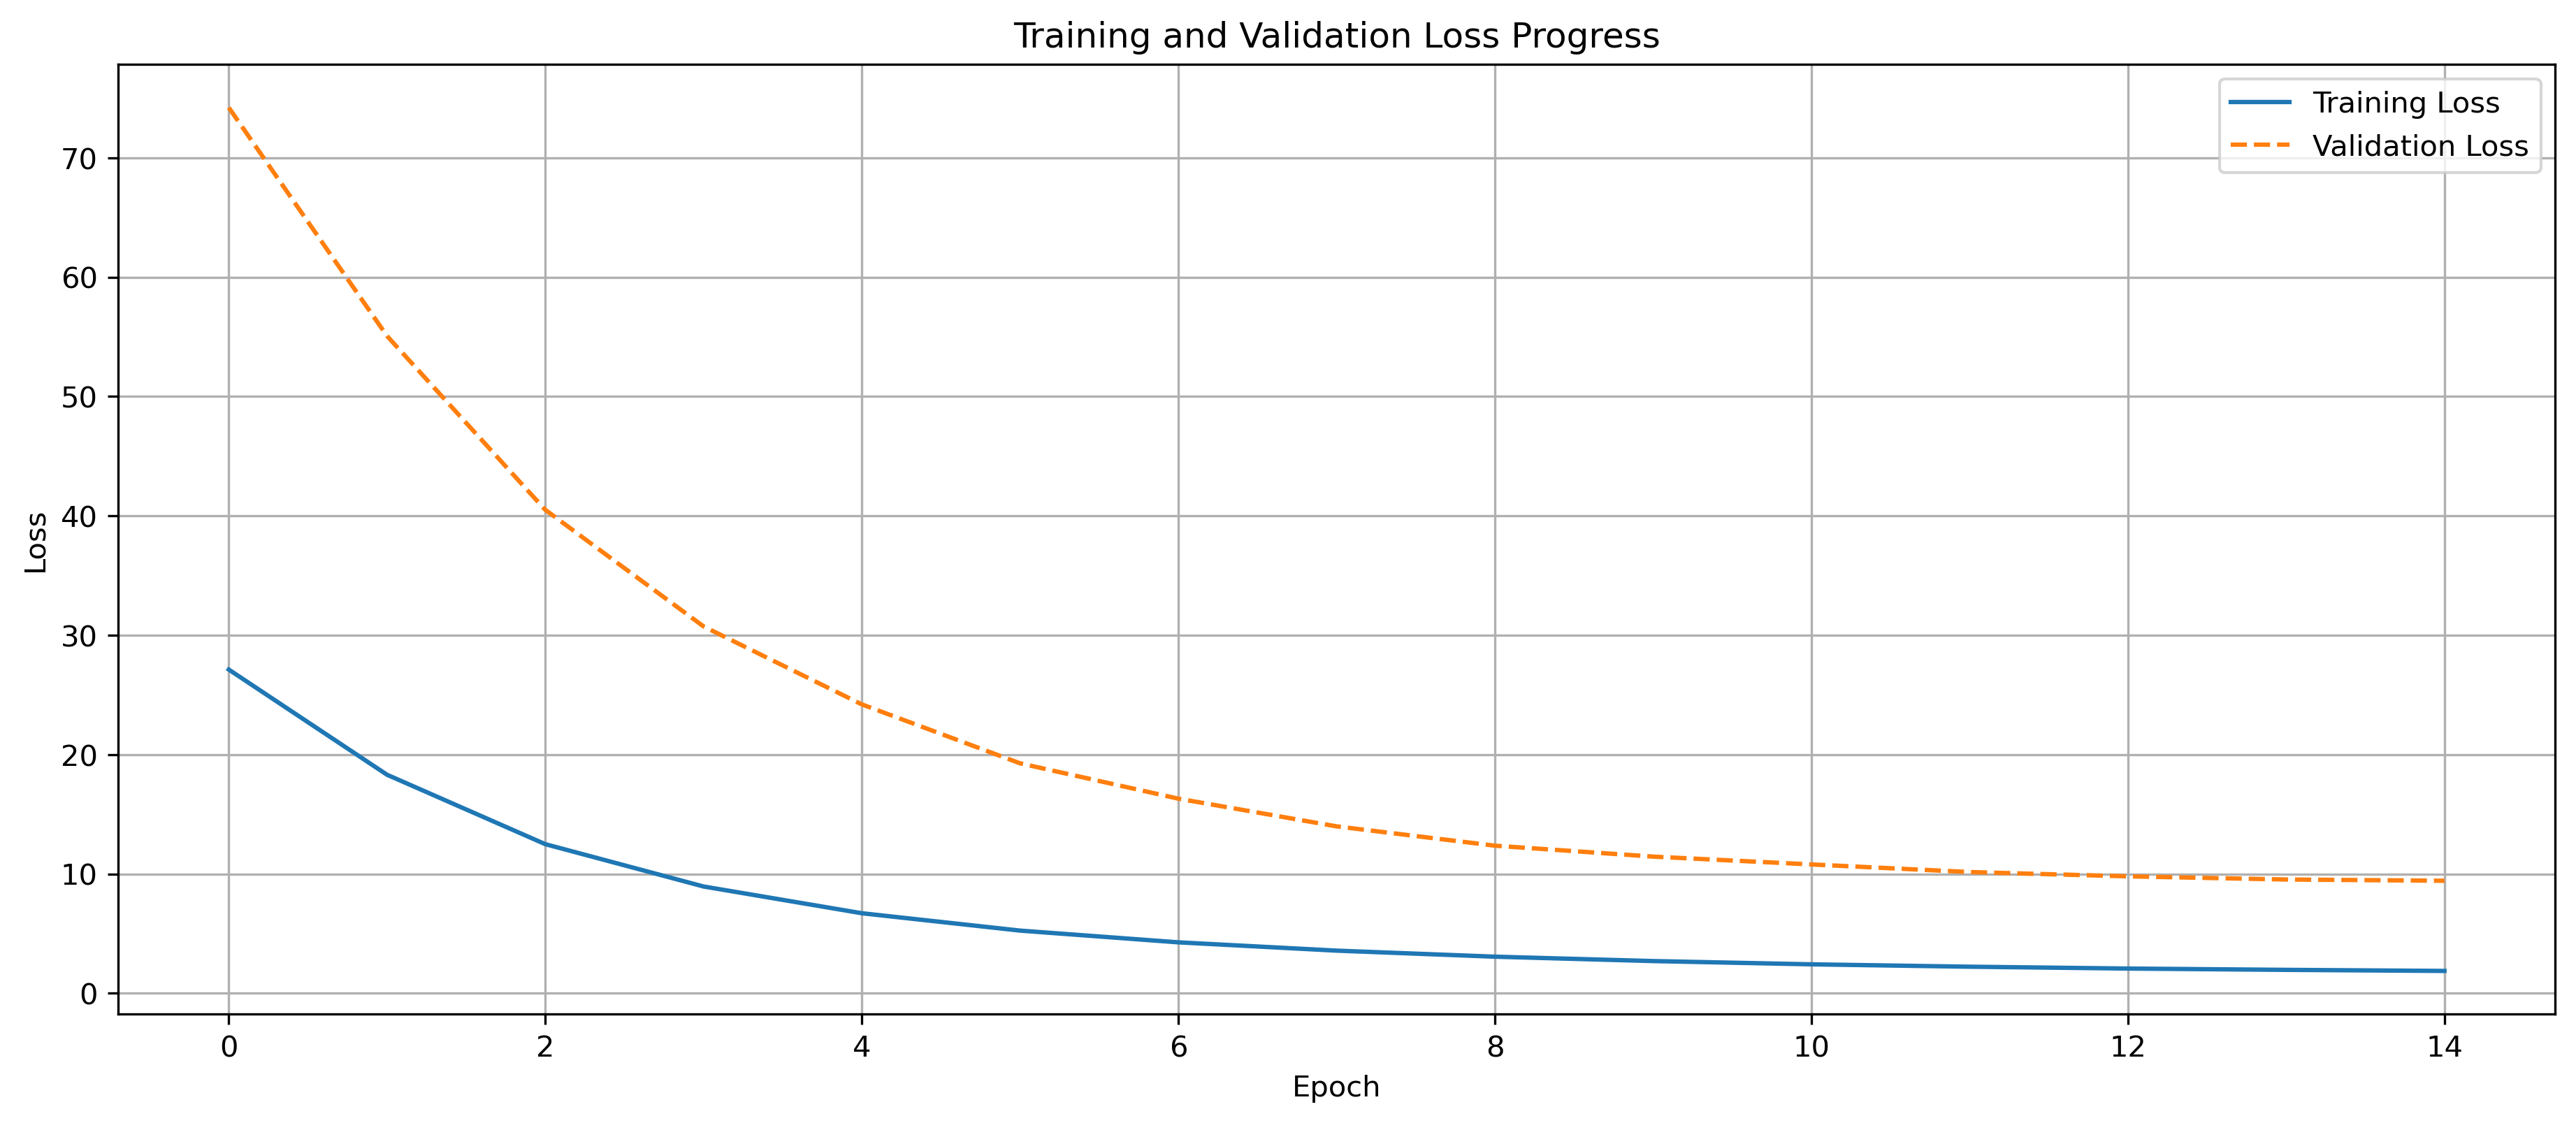 Training and Validation Loss Progress
Training Loss
Validation Loss
70
60
50
40
30
20
10
0
Loss
0 2 4 6 8 10 12 14
Epoch